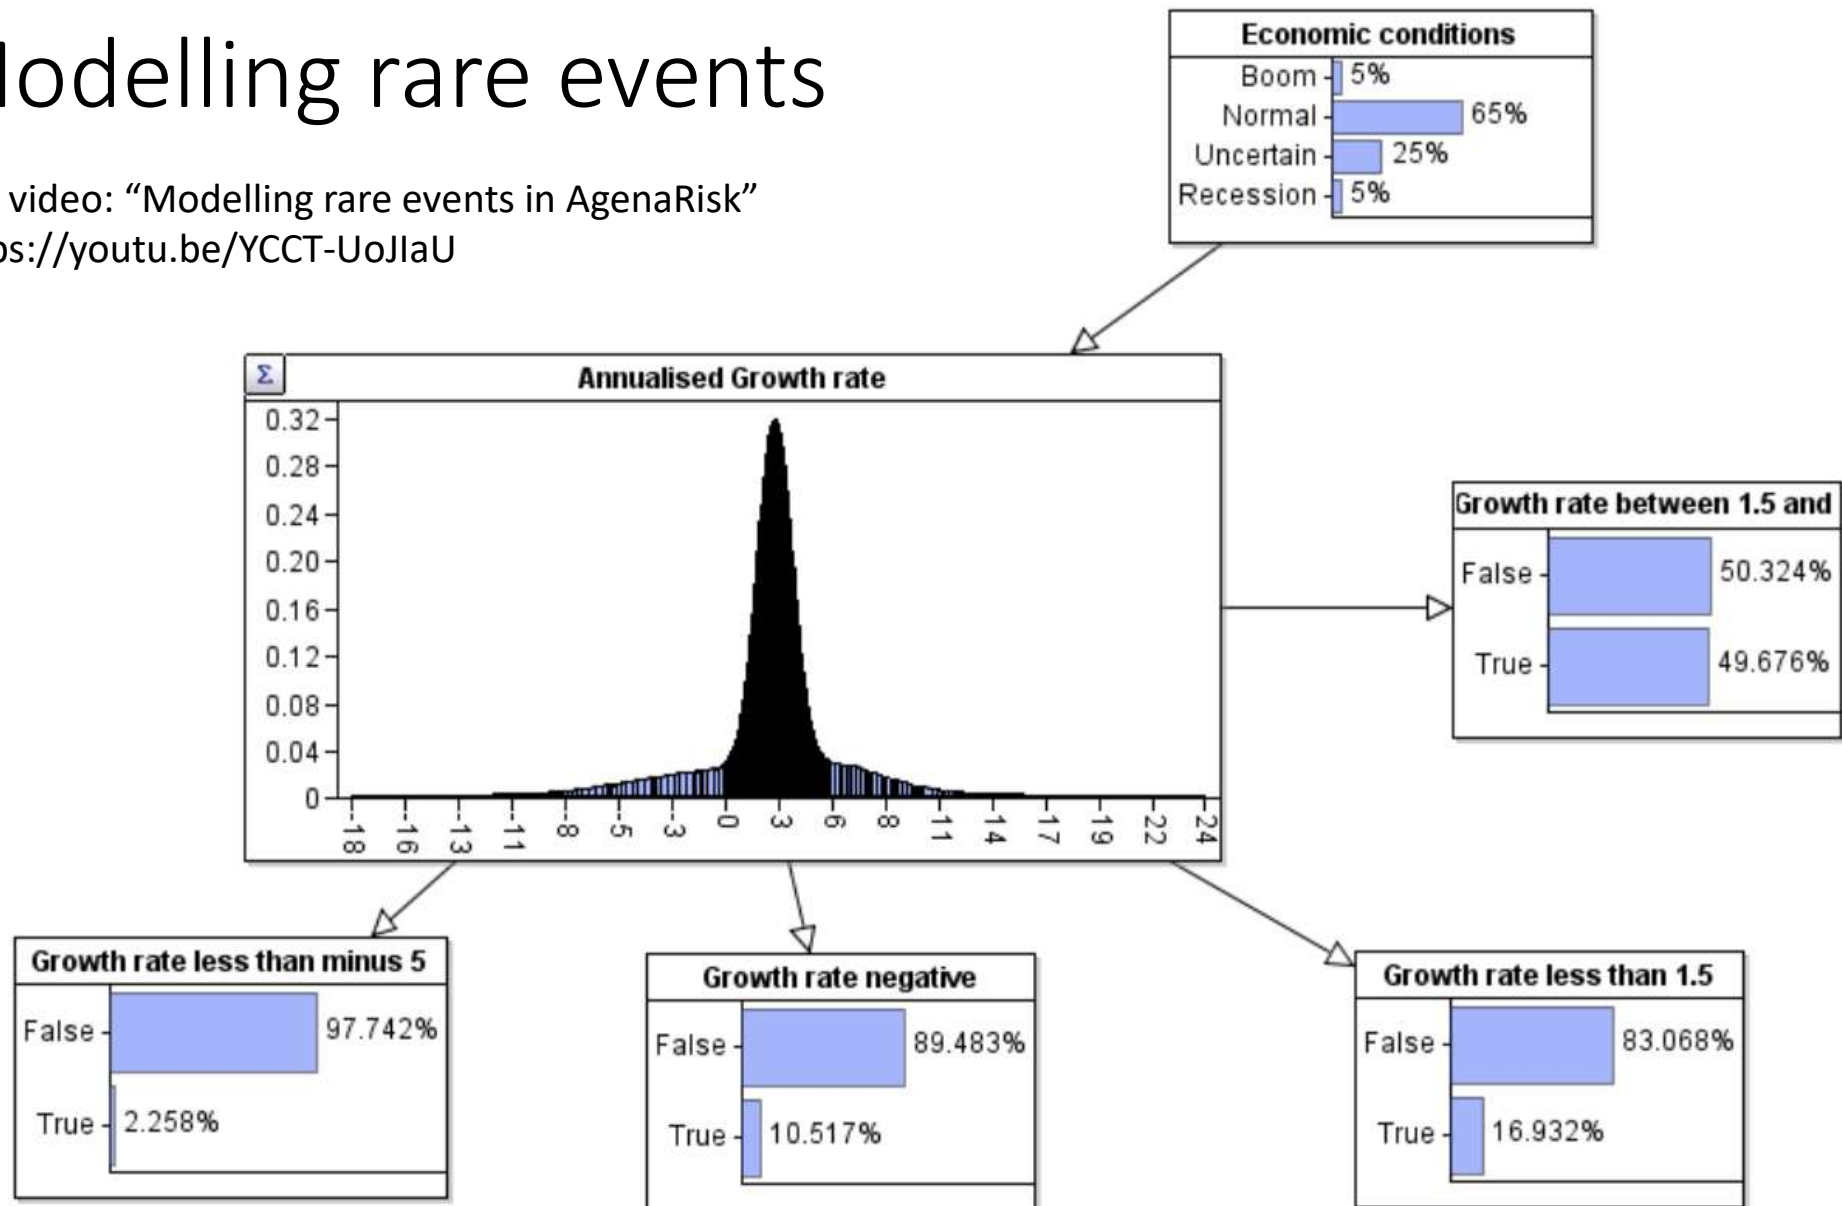 odelling rare events
video: “Modelling rare events in AgenaRisk”
ps://youtu.be/YCCT-UoJIaU
Economic conditions
Boom 5%
Normal 65%
Uncertain 25%
Recession 5%
Σ Annualised Growth rate
0.32
0.28
0.24
0.20
0.16
0.12
0.08
0.04
0
-18 -16 -13 -11 -8 -5 -3 0 3 6 8 11 14 17 19 22 24
Growth rate between 1.5 and
False 50.324%
True 49.676%
Growth rate less than minus 5
False 97.742%
True 2.258%
Growth rate negative
False 89.483%
True 10.517%
Growth rate less than 1.5
False 83.068%
True 16.932%